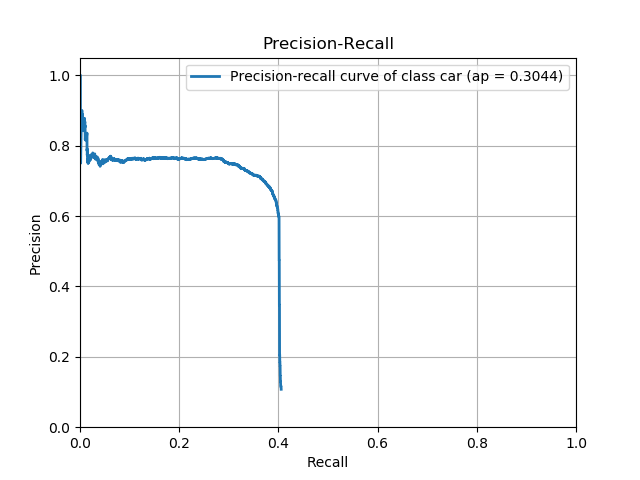 Precision-Recall
Precision-recall curve of class car (ap = 0.3044)
1.0
0.8
0.6
0.4
0.2
0.0
Precision
0.0 0.2 0.4 0.6 0.8 1.0
Recall